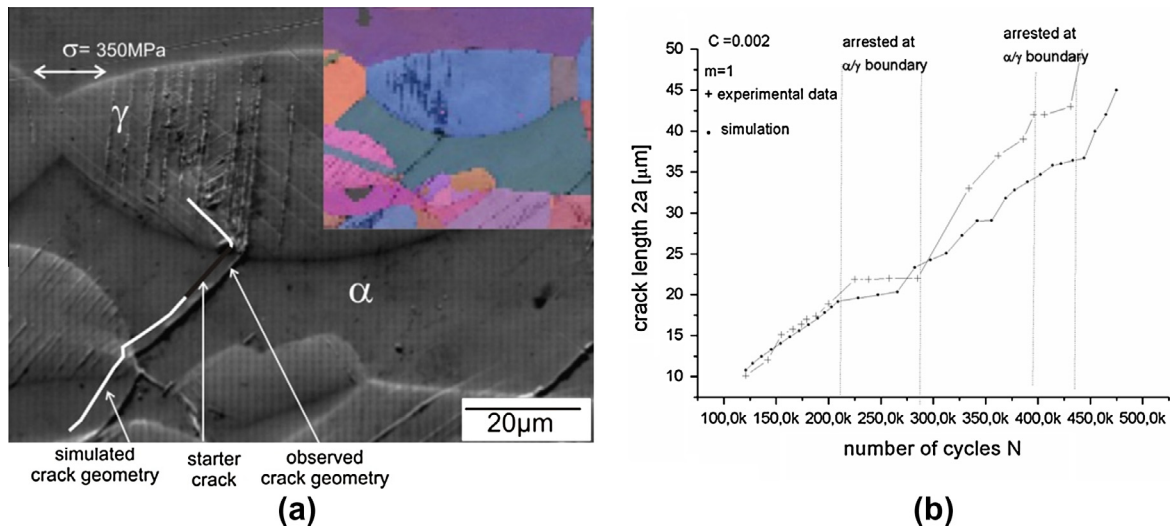 σ= 350MPa
γ
α
20μm
simulated
crack geometry
starter
crack
observed
crack geometry
(a)
C =0.002
m=1
+ experimental data
• simulation
arrested at
α/γ boundary
arrested at
α/γ boundary
crack length 2a [μm]
50
45
40
35
30
25
20
15
10
100,0k 150,0k 200,0k 250,0k 300,0k 350,0k 400,0k 450,0k 500,0k
number of cycles N
(b)